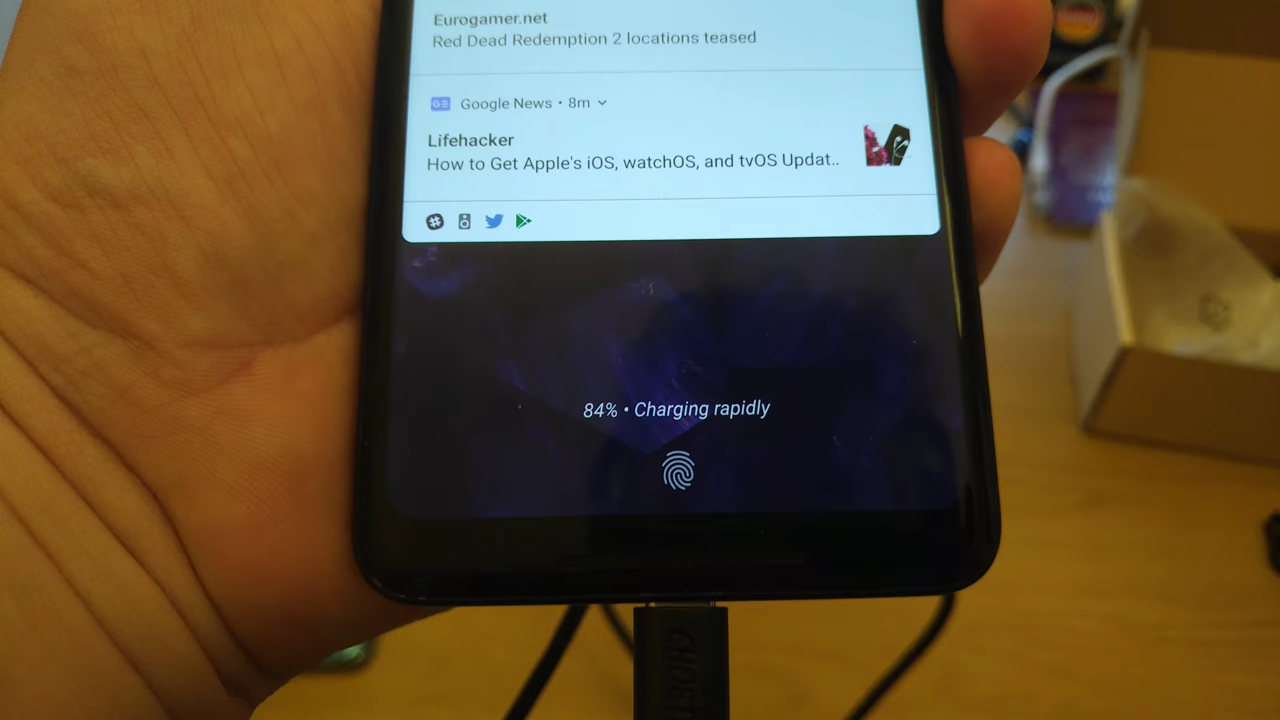 Eurogamer.net
Red Dead Redemption 2 locations teased
Google News • 8m
Lifehacker
How to Get Apple's iOS, watchOS, and tvOS Updat..
84% • Charging rapidly
CHOET